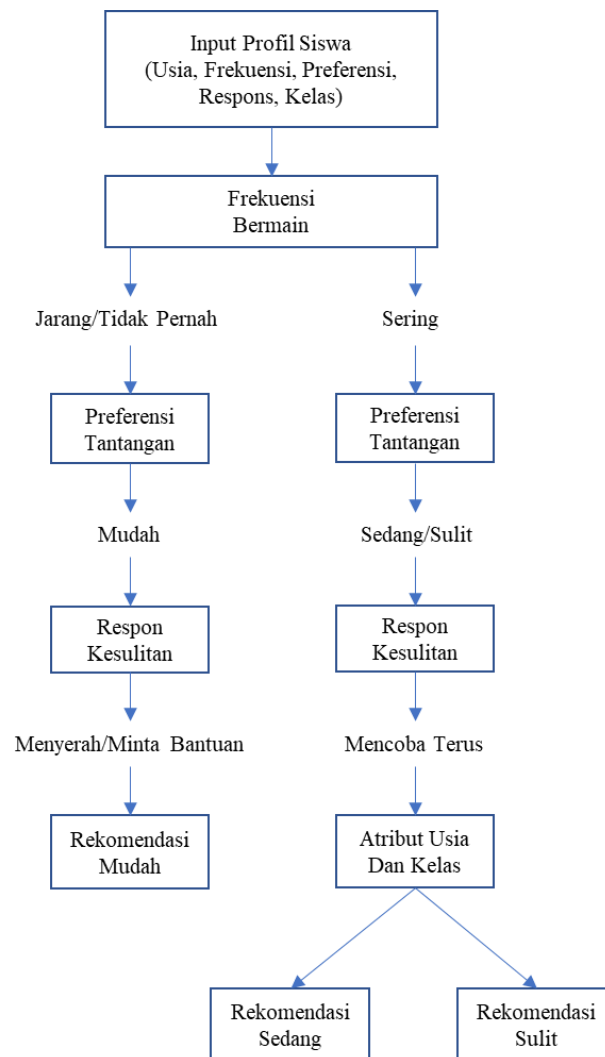 Input Profil Siswa
(Usia, Frekuensi, Preferensi,
Respons, Kelas)
Frekuensi
Bermain
Jarang/Tidak Pernah
Sering
Preferensi
Tantangan
Preferensi
Tantangan
Mudah
Sedang/Sulit
Respon
Kesulitan
Respon
Kesulitan
Menyerah/Minta Bantuan
Mencoba Terus
Rekomendasi
Mudah
Atribut Usia
Dan Kelas
Rekomendasi
Sedang
Rekomendasi
Sulit